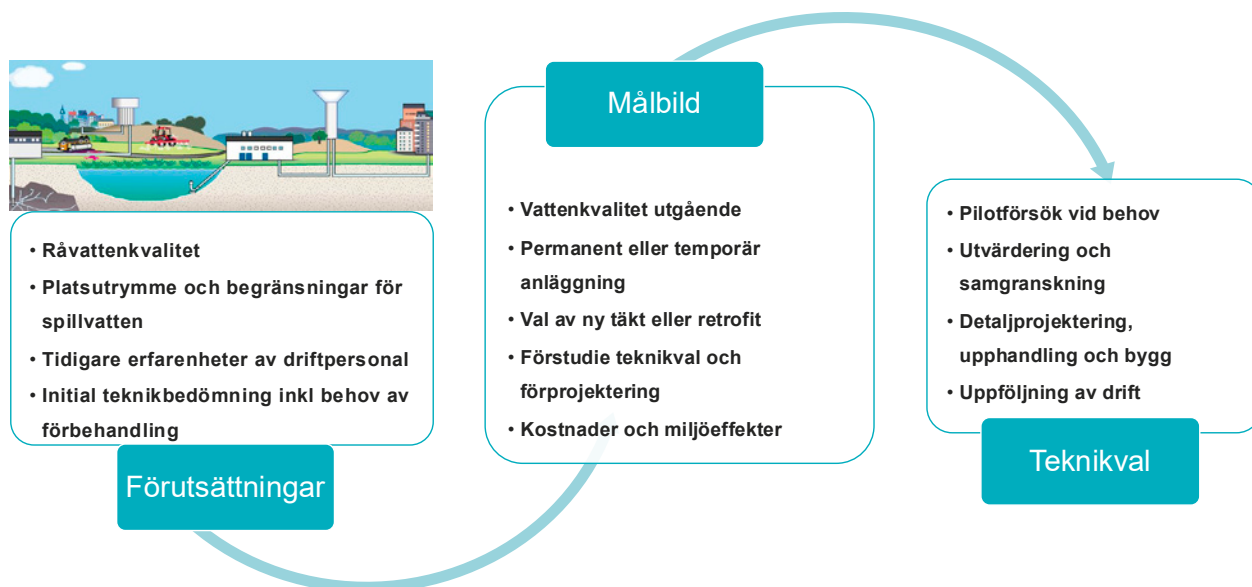 • Råvattenkvalitet
• Platsutrymme och begränsningar för
spillvatten
• Tidigare erfarenheter av driftpersonal
• Initial teknikbedömning inkl behov av
förbehandling
Förutsättningar
Målbild
• Vattenkvalitet utgående
• Permanent eller temporär
anläggning
• Val av ny täkt eller retrofit
• Förstudie teknikval och
förprojektering
• Kostnader och miljöeffekter
• Pilotförsök vid behov
• Utvärdering och
samgranskning
• Detaljprojektering,
upphandling och bygg
• Uppföljning av drift
Teknikval